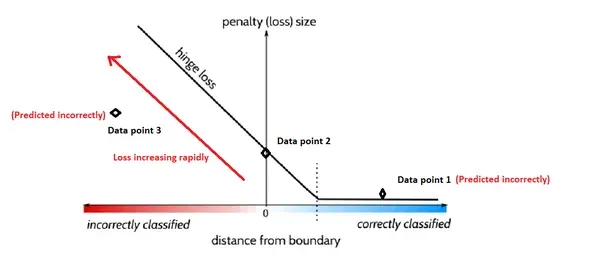 penalty (loss) size
hinge loss
(Predicted incorrectly)
Data point 3
Data point 2
Loss increasing rapidly
Data point 1 (Predicted incorrectly)
0
incorrectly classified
correctly classified
distance from boundary